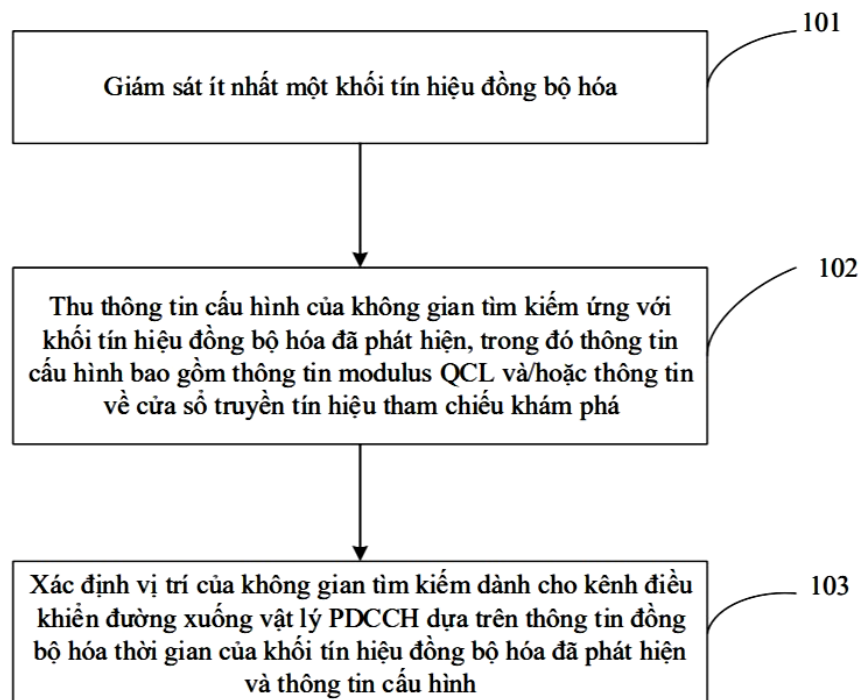 101
Giám sát ít nhất một khối tín hiệu đồng bộ hóa
102
Thu thông tin cấu hình của không gian tìm kiếm ứng với
khối tín hiệu đồng bộ hóa đã phát hiện, trong đó thông tin
cấu hình bao gồm thông tin modulus QCL và/hoặc thông tin
về cửa sổ truyền tín hiệu tham chiếu khám phá
103
Xác định vị trí của không gian tìm kiếm dành cho kênh điều
khiển đường xuống vật lý PDCCH dựa trên thông tin đồng
bộ hóa thời gian của khối tín hiệu đồng bộ hóa đã phát hiện
và thông tin cấu hình